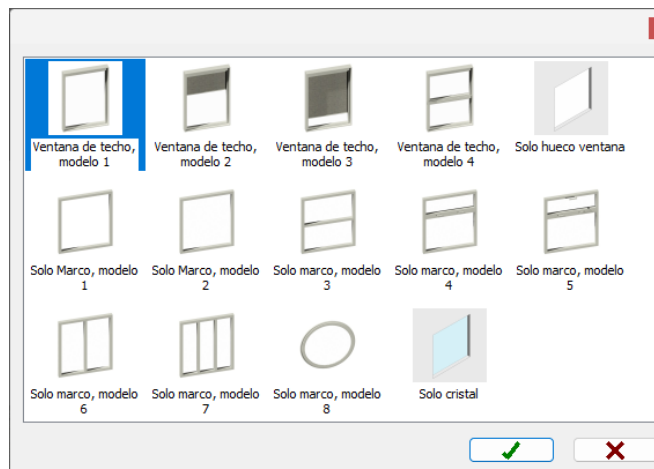 Ventana de techo, modelo 1
Ventana de techo, modelo 2
Ventana de techo, modelo 3
Ventana de techo, modelo 4
Solo hueco ventana
Solo Marco, modelo 1
Solo Marco, modelo 2
Solo marco, modelo 3
Solo marco, modelo 4
Solo marco, modelo 5
Solo marco, modelo 6
Solo marco, modelo 7
Solo marco, modelo 8
Solo cristal